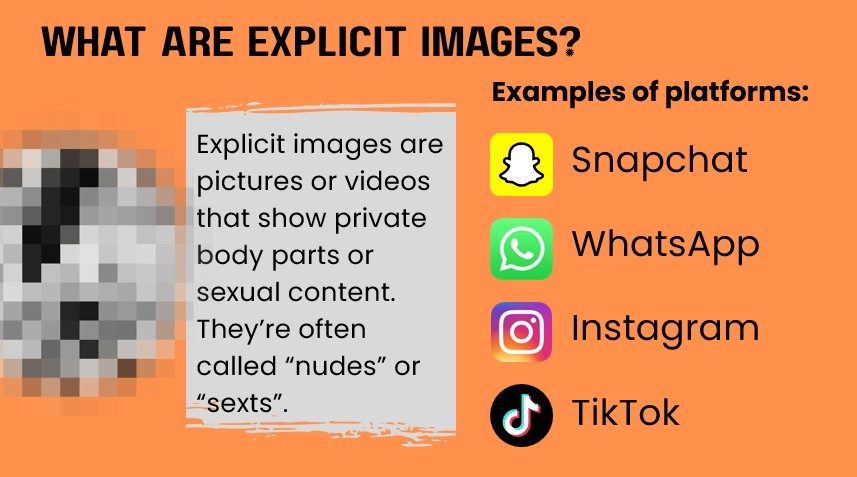 WHAT ARE EXPLICIT IMAGES?
Examples of platforms:
Explicit images are
pictures or videos
that show private
body parts or
sexual content.
They’re often
called “nudes” or
“sexts”.
Snapchat
WhatsApp
Instagram
TikTok